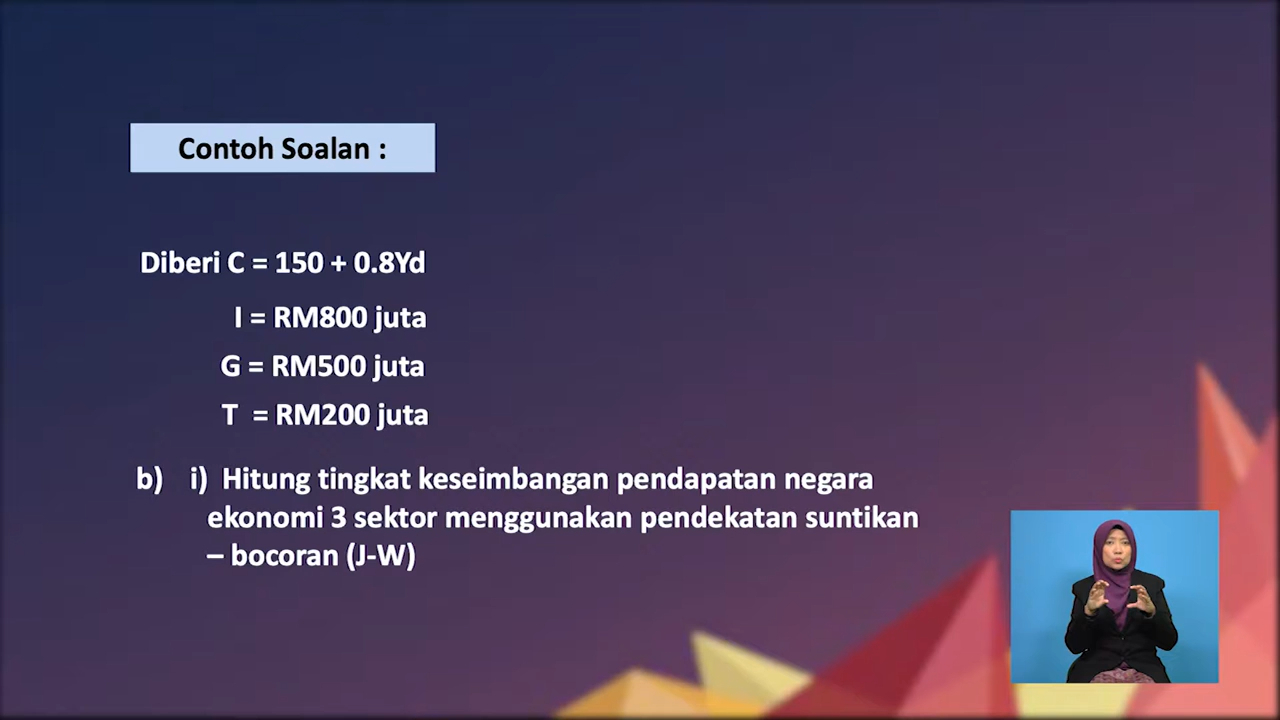 Contoh Soalan :
Diberi C = 150 + 0.8Yd
I = RM800 juta
G = RM500 juta
T = RM200 juta
b) i) Hitung tingkat keseimbangan pendapatan negara
ekonomi 3 sektor menggunakan pendekatan suntikan
– bocoran (J-W)